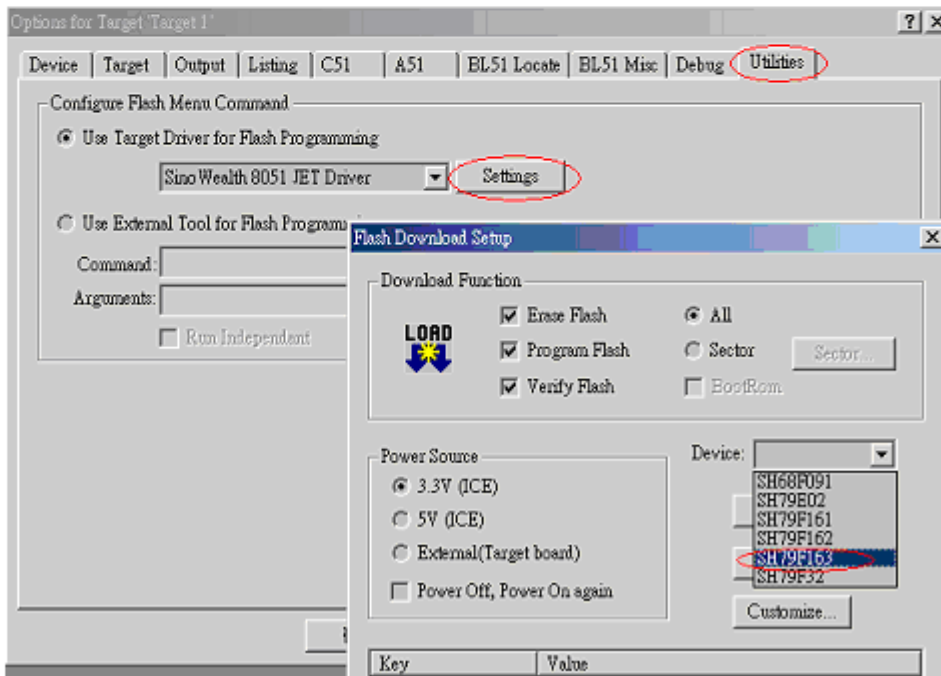 Options for Target 'Target 1'
Device Target Output Listing C51 A51 BL51 Locate BL51 Misc Debug Utilities
Configure Flash Menu Command
Use Target Driver for Flash Programming
SinoWealth 8051 JET Driver Settings
Use External Tool for Flash
Command:
Arguments:
Run Independant
Flash Download Setup
Download Function
LOAD
Erase Flash All
Program Flash Sector Sector...
Verify Flash BootRom
Power Source
3.3V (ICE)
5V (ICE)
External(Target board)
Power Off, Power On again
Device:
SH68F091
SH79E02
SH79F161
SH79F162
SH79F163
SH79F32
Customize...
Key Value